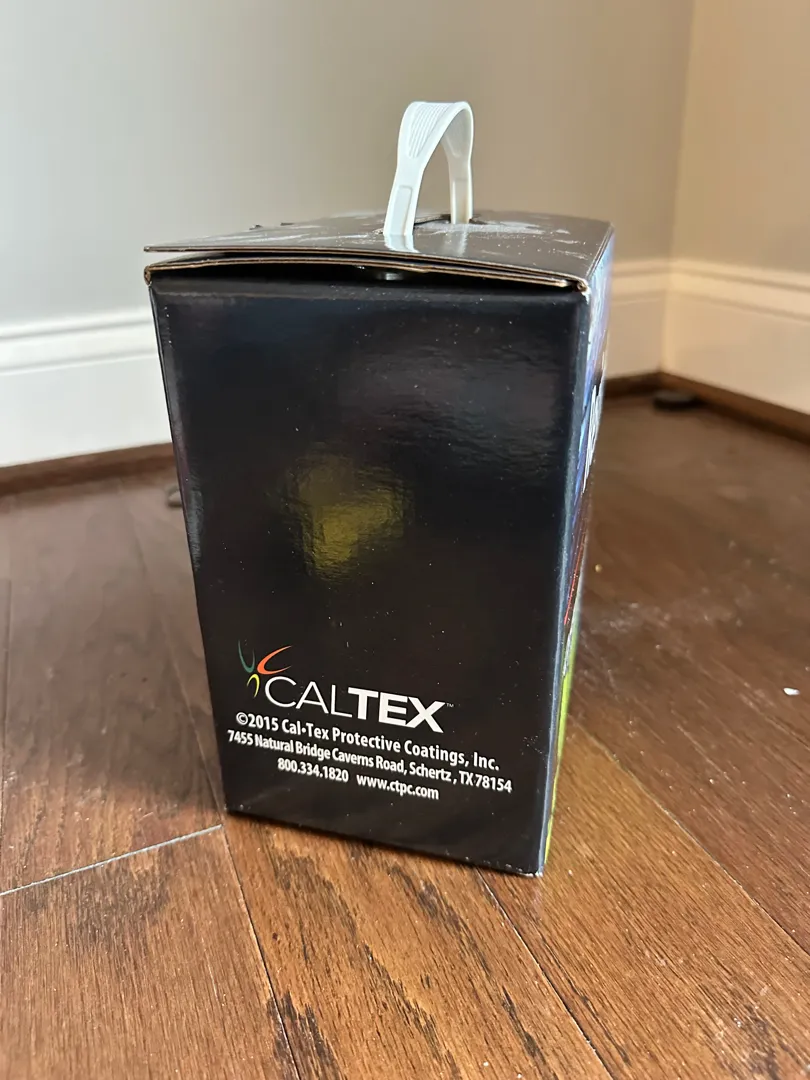 CALTEX™
©2015 Cal•Tex Protective Coatings, Inc.
7455 Natural Bridge Caverns Road, Schertz, TX 78154
800.334.1820 www.ctpc.com